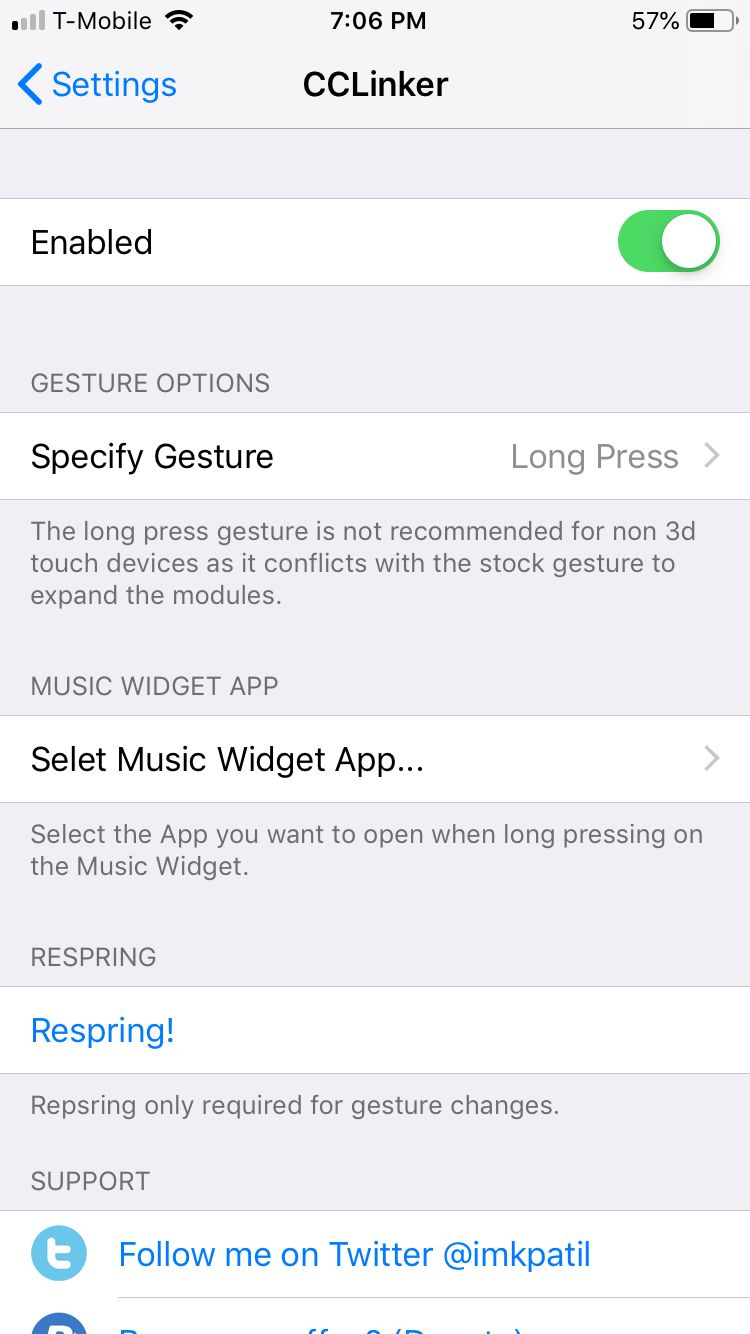 T-Mobile 7:06 PM 57%
Settings CCLinker
Enabled
GESTURE OPTIONS
Specify Gesture Long Press
The long press gesture is not recommended for non 3d
touch devices as it conflicts with the stock gesture to
expand the modules.
MUSIC WIDGET APP
Selet Music Widget App...
Select the App you want to open when long pressing on
the Music Widget.
RESPRING
Respring!
Repsring only required for gesture changes.
SUPPORT
Follow me on Twitter @imkpatil